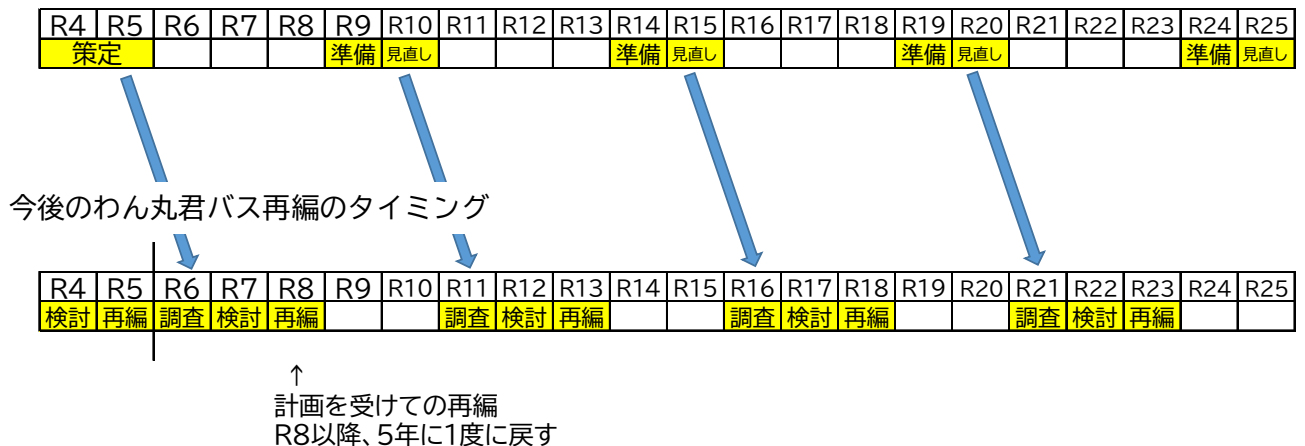 R4 R5 R6 R7 R8 R9 R10 R11 R12 R13 R14 R15 R16 R17 R18 R19 R20 R21 R22 R23 R24 R25
策定 準備 見直し 準備 見直し 準備 見直し 準備 見直し
今後のわん丸君バス再編のタイミング
R4 R5 R6 R7 R8 R9 R10 R11 R12 R13 R14 R15 R16 R17 R18 R19 R20 R21 R22 R23 R24 R25
検討 再編 調査 検討 再編 調査 検討 再編 調査 検討 再編 調査 検討 再編
↑
計画を受けての再編
R8以降、5年に1度に戻す